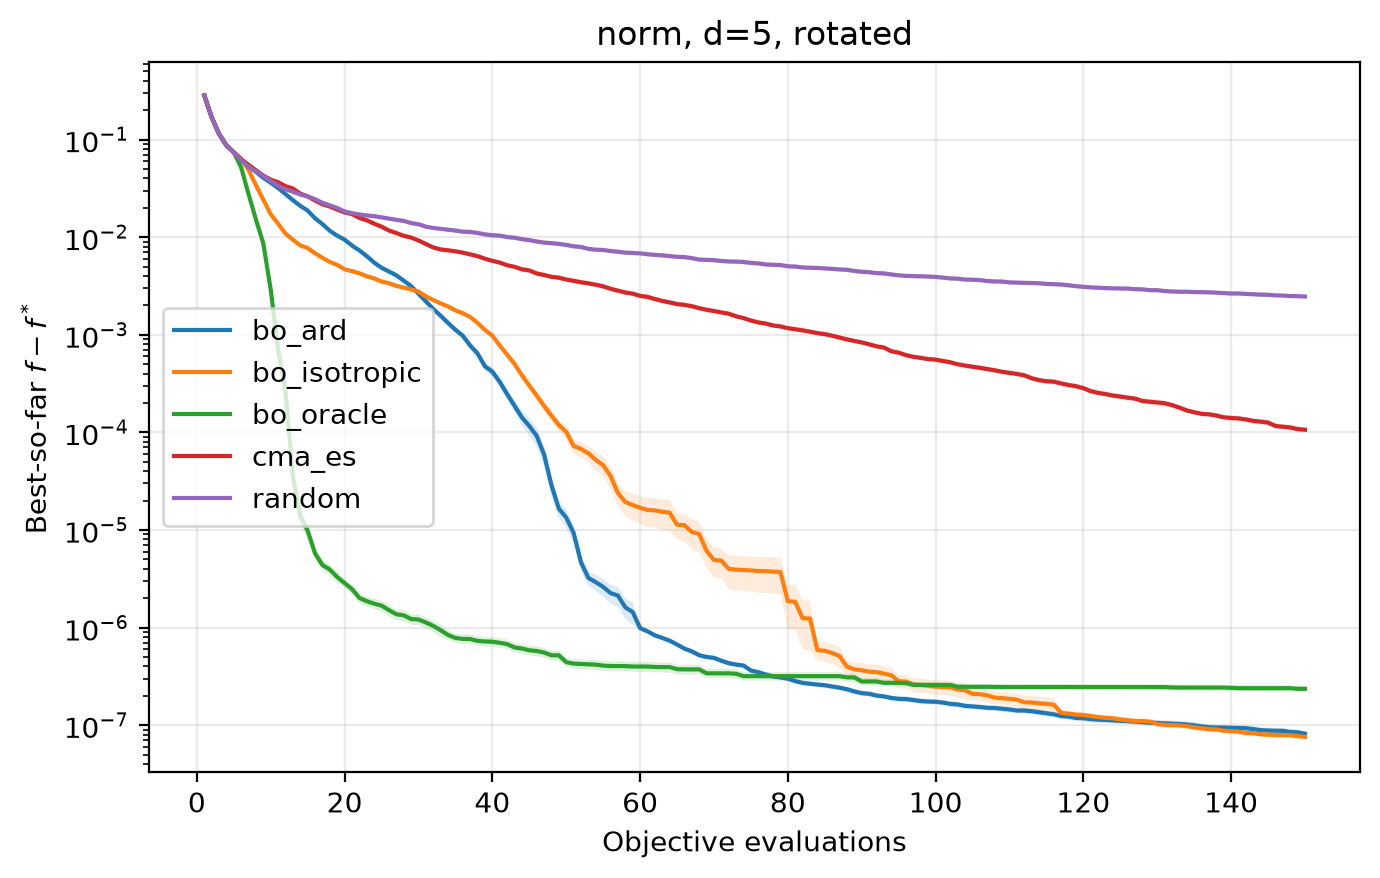 norm, d=5, rotated
Best-so-far f − f*
10⁻¹
10⁻²
10⁻³
10⁻⁴
10⁻⁵
10⁻⁶
10⁻⁷
bo_ard
bo_isotropic
bo_oracle
cma_es
random
0 20 40 60 80 100 120 140
Objective evaluations